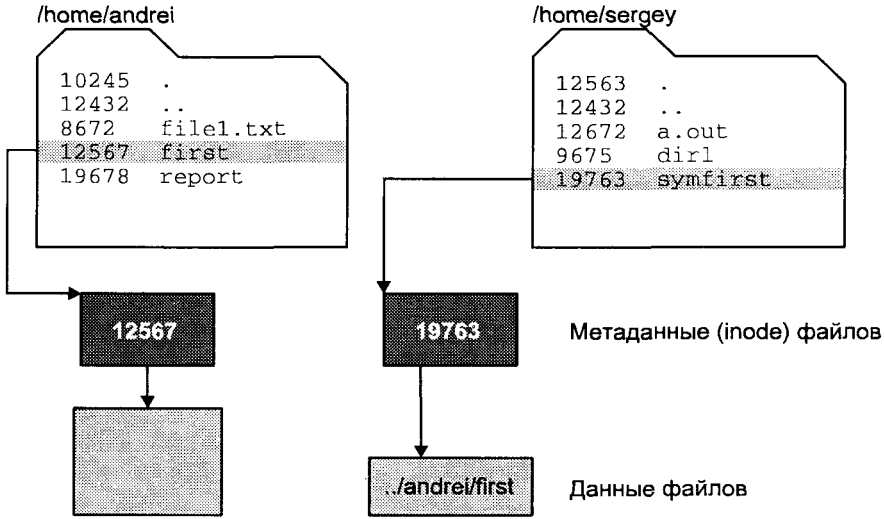 /home/andrei
10245 .
12432 ..
8672 file1.txt
12567 first
19678 report
/home/sergey
12563 .
12432 ..
12672 a.out
9675 dirl
19763 symfirst
12567
19763
Метаданные (inode) файлов
../andrei/first
Данные файлов